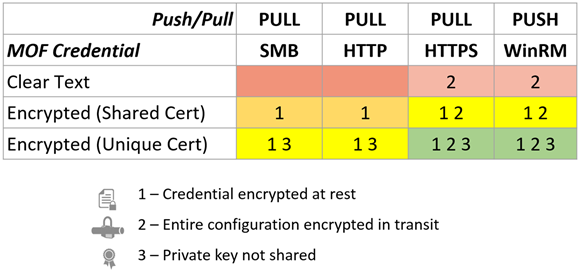 Push/Pull PULL PULL PULL PUSH
MOF Credential SMB HTTP HTTPS WinRM
Clear Text 2 2
Encrypted (Shared Cert) 1 1 1 2 1 2
Encrypted (Unique Cert) 1 3 1 3 1 2 3 1 2 3
1 – Credential encrypted at rest
2 – Entire configuration encrypted in transit
3 – Private key not shared